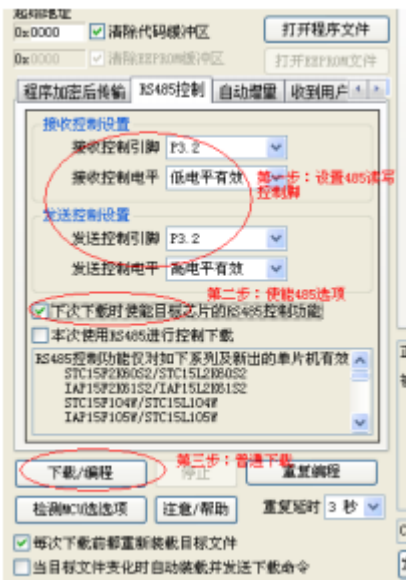 起始地址
0x0000 清除代码缓冲区 打开程序文件
0x0000 清除EEPROM缓冲区 打开EEPROM文件
程序加密后传输 RS485控制 自动增量 收到用户
接收控制设置
接收控制引脚 P3.2
接收控制电平 低电平有效
第一步：设置485读写
控制脚
发送控制设置
发送控制引脚 P3.2
发送控制电平 高电平有效
第二步：使能485选项
下次下载时使能目标芯片的RS485控制功能
本次使用RS485进行控制下载
RS485控制功能仅对如下系列及新出的单片机有效
STC15F2K60S2/STC15L2K60S2
IAP15F2K61S2/IAP15L2K61S2
STC15F104W/STC15L104W
IAP15F105W/STC15L105W
第三步：普通下载
下载/编程 停止 重复编程
检测MCU选选项 注意/帮助 重复延时 3 秒
每次下载前都重新装载目标文件
当目标文件变化时自动装载并发送下载命令